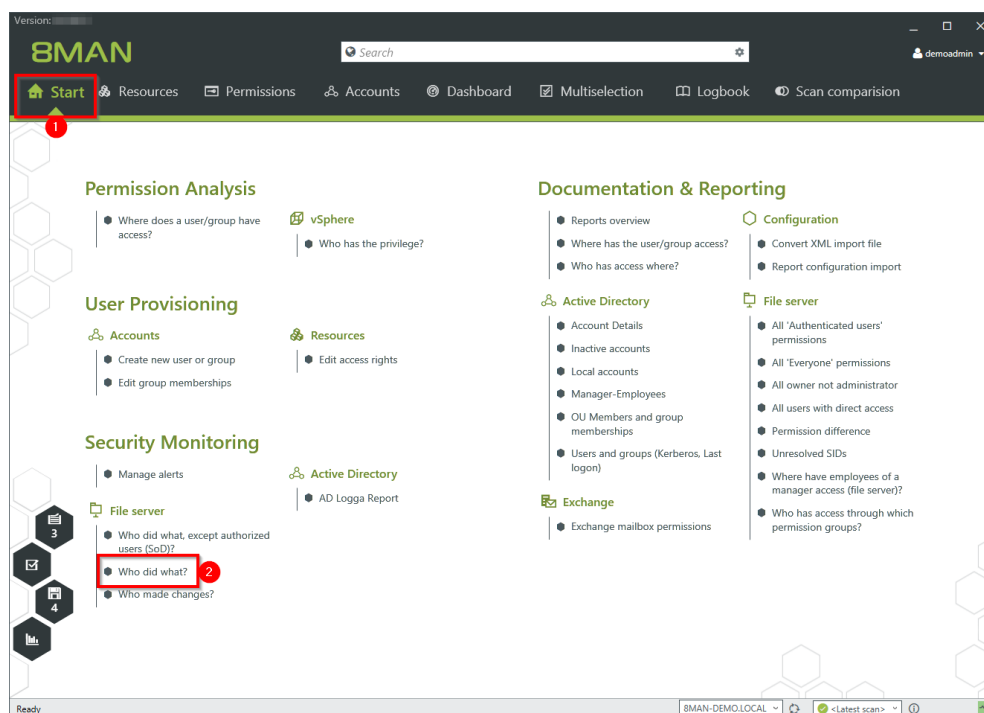 Version:
8MAN
Search
demoadmin
Start
Resources
Permissions
Accounts
Dashboard
Multiselection
Logbook
Scan comparision
1
Permission Analysis
Where does a user/group have
access?
vSphere
Who has the privilege?
User Provisioning
Accounts
Create new user or group
Edit group memberships
Resources
Edit access rights
Security Monitoring
Manage alerts
File server
Who did what, except authorized
users (SoD)?
Who did what?
2
Who made changes?
Active Directory
AD Logga Report
3
4
Documentation & Reporting
Reports overview
Where has the user/group access?
Who has access where?
Configuration
Convert XML import file
Report configuration import
Active Directory
Account Details
Inactive accounts
Local accounts
Manager-Employees
OU Members and group
memberships
Users and groups (Kerberos, Last
logon)
Exchange
Exchange mailbox permissions
File server
All 'Authenticated users'
permissions
All 'Everyone' permissions
All owner not administrator
All users with direct access
Permission difference
Unresolved SIDs
Where have employees of a
manager access (file server)?
Who has access through which
permission groups?
Ready
8MAN-DEMO.LOCAL
<Latest scan>